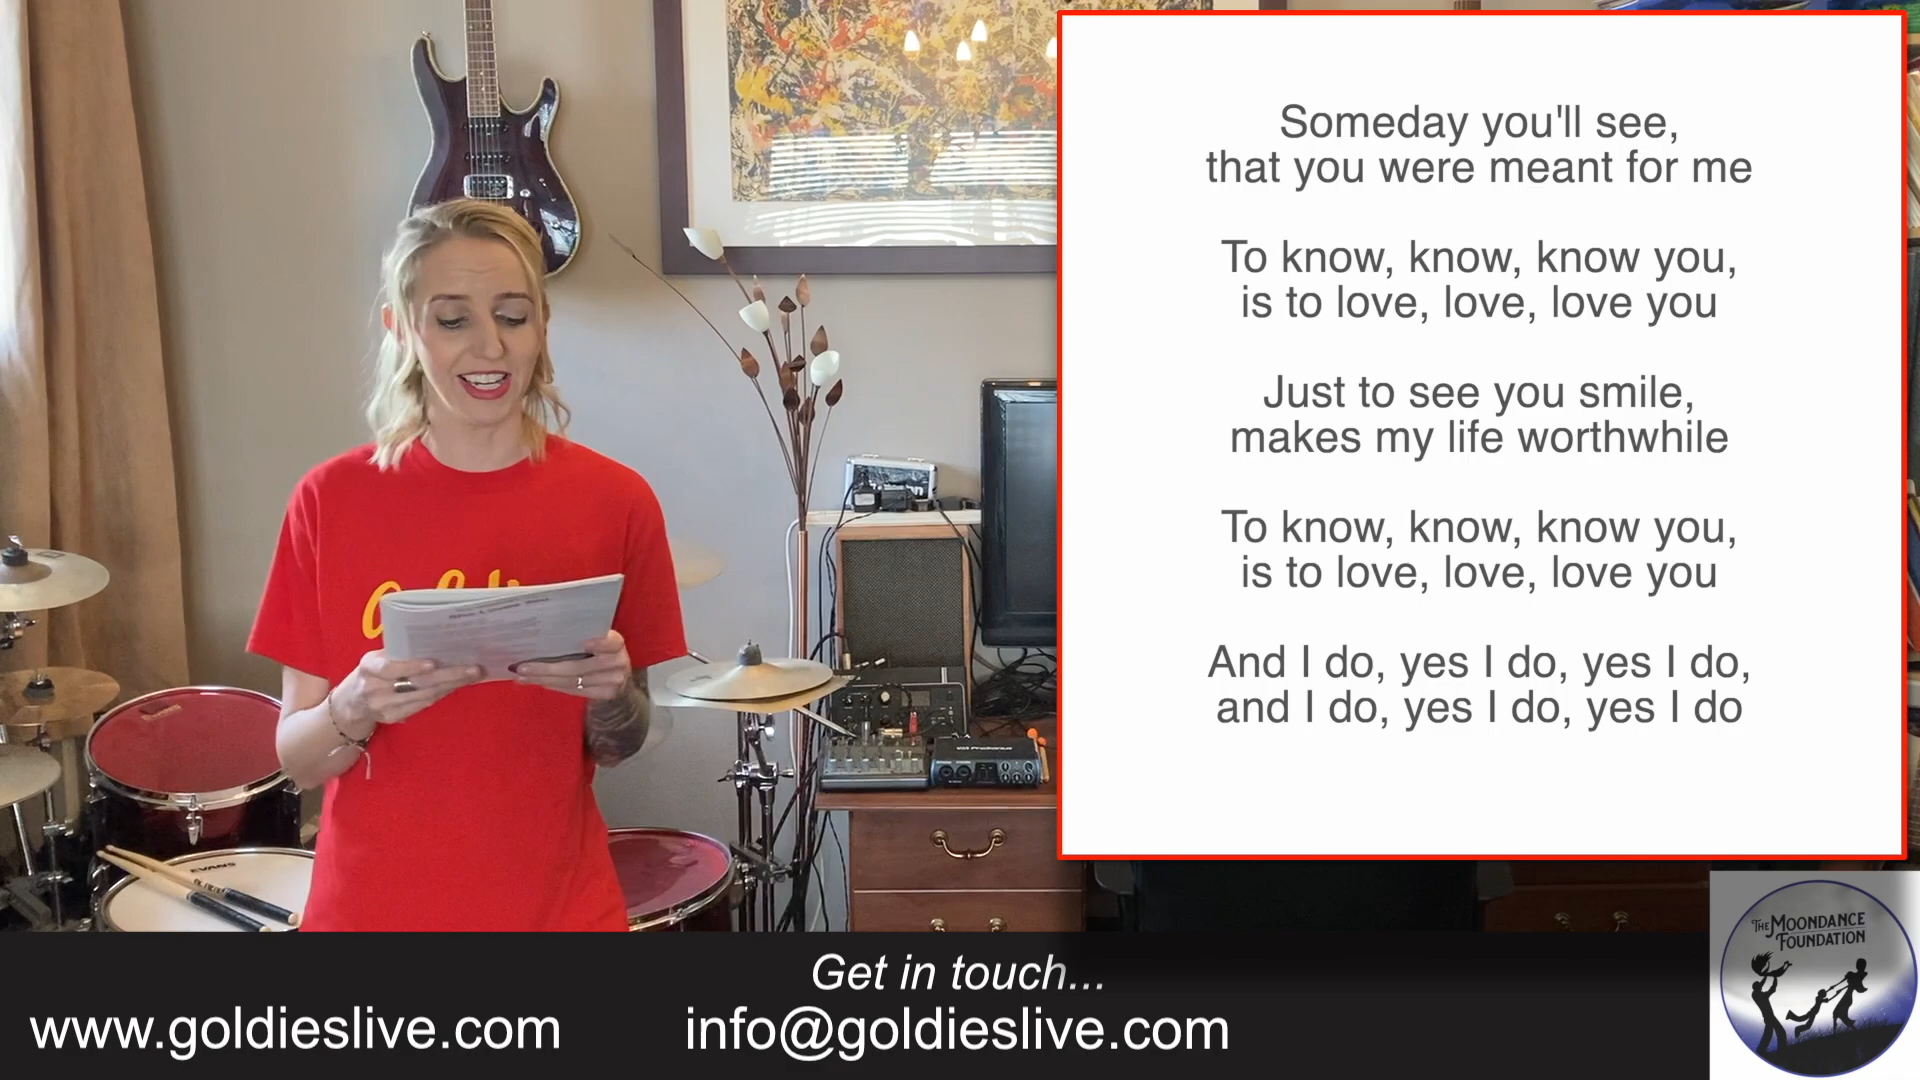 Someday you'll see,
that you were meant for me
To know, know, know you,
is to love, love, love you
Just to see you smile,
makes my life worthwhile
To know, know, know you,
is to love, love, love you
And I do, yes I do, yes I do,
and I do, yes I do, yes I do
EVANS
THE MOONDANCE
FOUNDATION
Get in touch...
www.goldieslive.com
info@goldieslive.com